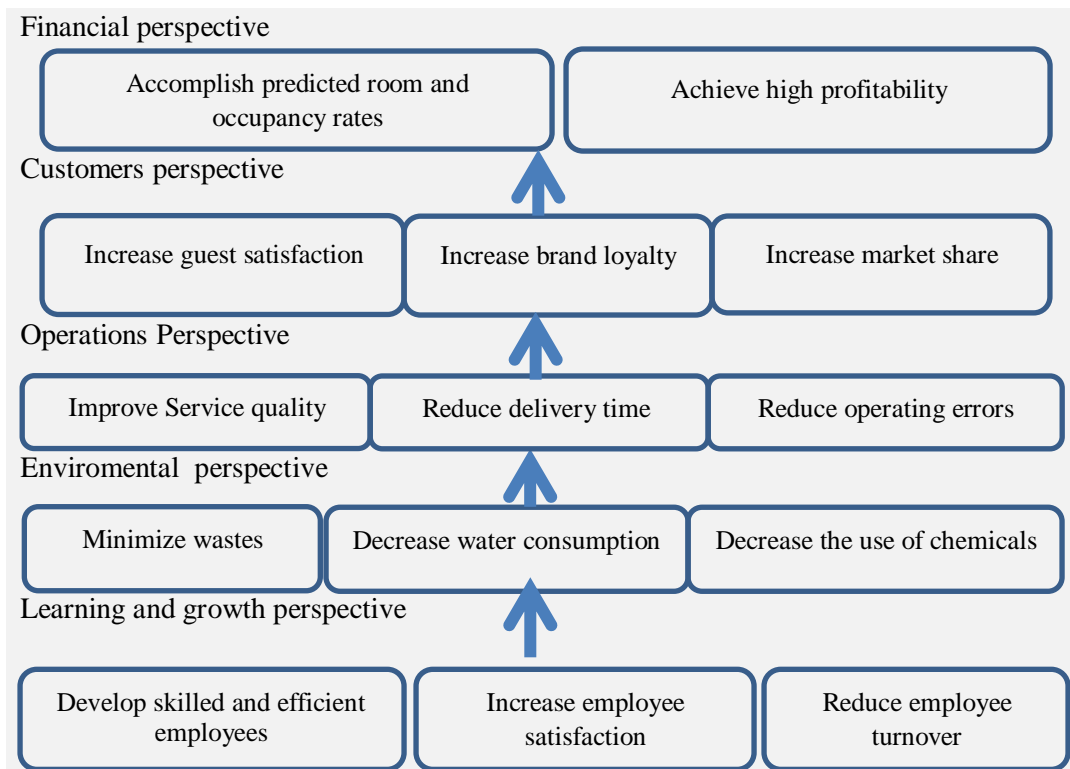 Financial perspective
Accomplish predicted room and
occupancy rates
Achieve high profitability
Customers perspective
Increase guest satisfaction
Increase brand loyalty
Increase market share
Operations Perspective
Improve Service quality
Reduce delivery time
Reduce operating errors
Enviromental perspective
Minimize wastes
Decrease water consumption
Decrease the use of chemicals
Learning and growth perspective
Develop skilled and efficient
employees
Increase employee
satisfaction
Reduce employee
turnover